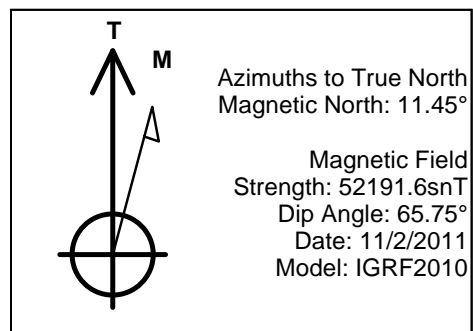 T
M
Azimuths to True North
Magnetic North: 11.45°
Magnetic Field
Strength: 52191.6snT
Dip Angle: 65.75°
Date: 11/2/2011
Model: IGRF2010